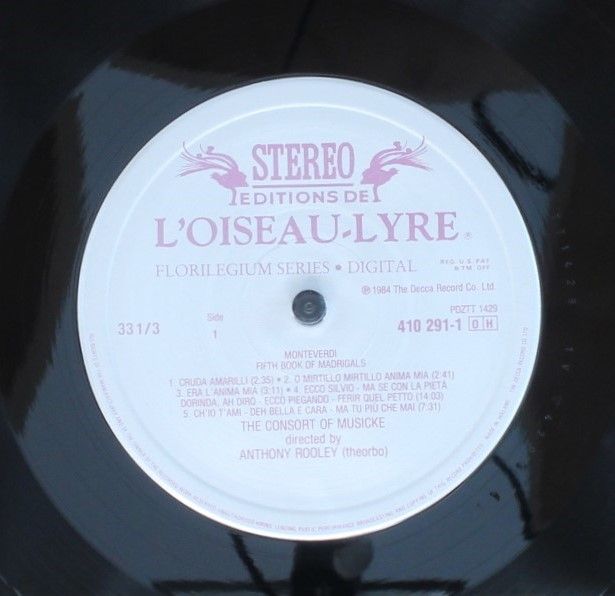 STEREO
EDITIONS DE
L'OISEAU-LYRE ®
FLORILEGIUM SERIES • DIGITAL
REG. U.S. PAT.
& TM OFF.
℗ 1984 The Decca Record Co. Ltd
PDZTT 1429
33 1/3
Side
1
410 291-1 D H
MONTEVERDI
FIFTH BOOK OF MADRIGALS
1. CRUDA AMARILLI (2:35) • 2. O MIRTILLO MIRTILLO ANIMA MIA (2:41)
3. ERA L'ANIMA MIA (3:11) • 4. ECCO SILVIO - MA SE CON LA PIETÀ
DORINDA, AH DIRO - ECCO PIEGANDO - FERIR QUEL PETTO (14:03)
5. CH'IO T'AMI - DEH BELLA E CARA - MA TU PIÙ CHE MAI (7:31)
THE CONSORT OF MUSICKE
directed by
ANTHONY ROOLEY (theorbo)